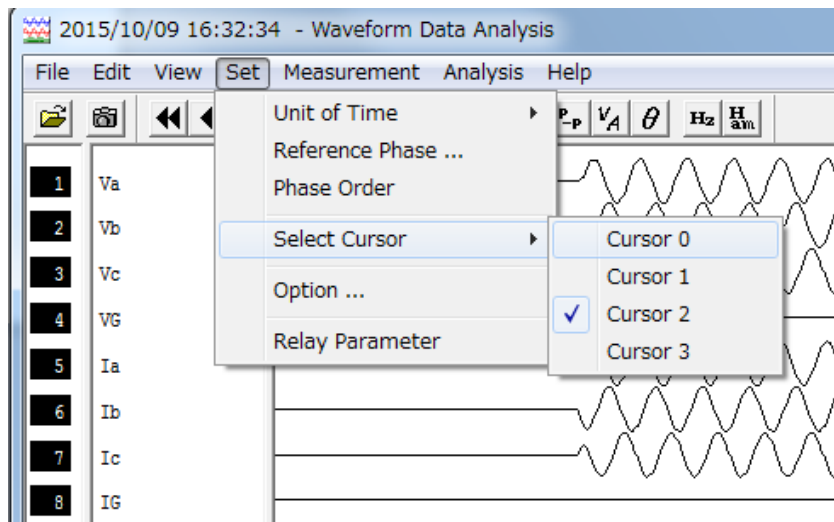 2015/10/09 16:32:34 - Waveform Data Analysis
File Edit View Set Measurement Analysis Help
P-P VA θ Hz Ham
Unit of Time
Reference Phase ...
Phase Order
Select Cursor
Option ...
Relay Parameter
Cursor 0
Cursor 1
Cursor 2
Cursor 3
1 Va
2 Vb
3 Vc
4 VG
5 Ia
6 Ib
7 Ic
8 IG